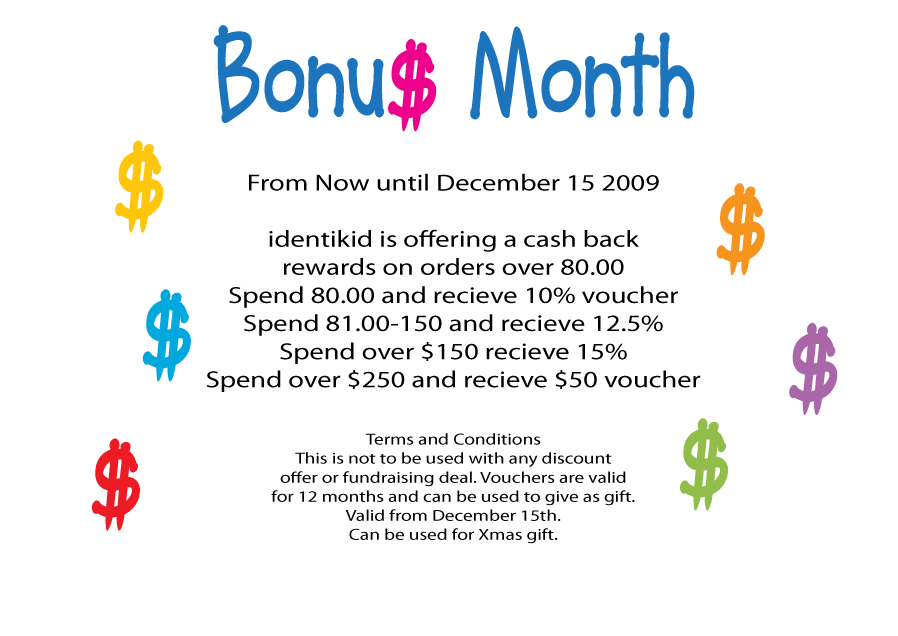 Bonu$ Month
From Now until December 15 2009
identikid is offering a cash back
rewards on orders over 80.00
Spend 80.00 and recieve 10% voucher
Spend 81.00-150 and recieve 12.5%
Spend over $150 recieve 15%
Spend over $250 and recieve $50 voucher
Terms and Conditions
This is not to be used with any discount
offer or fundraising deal. Vouchers are valid
for 12 months and can be used to give as gift.
Valid from December 15th.
Can be used for Xmas gift.